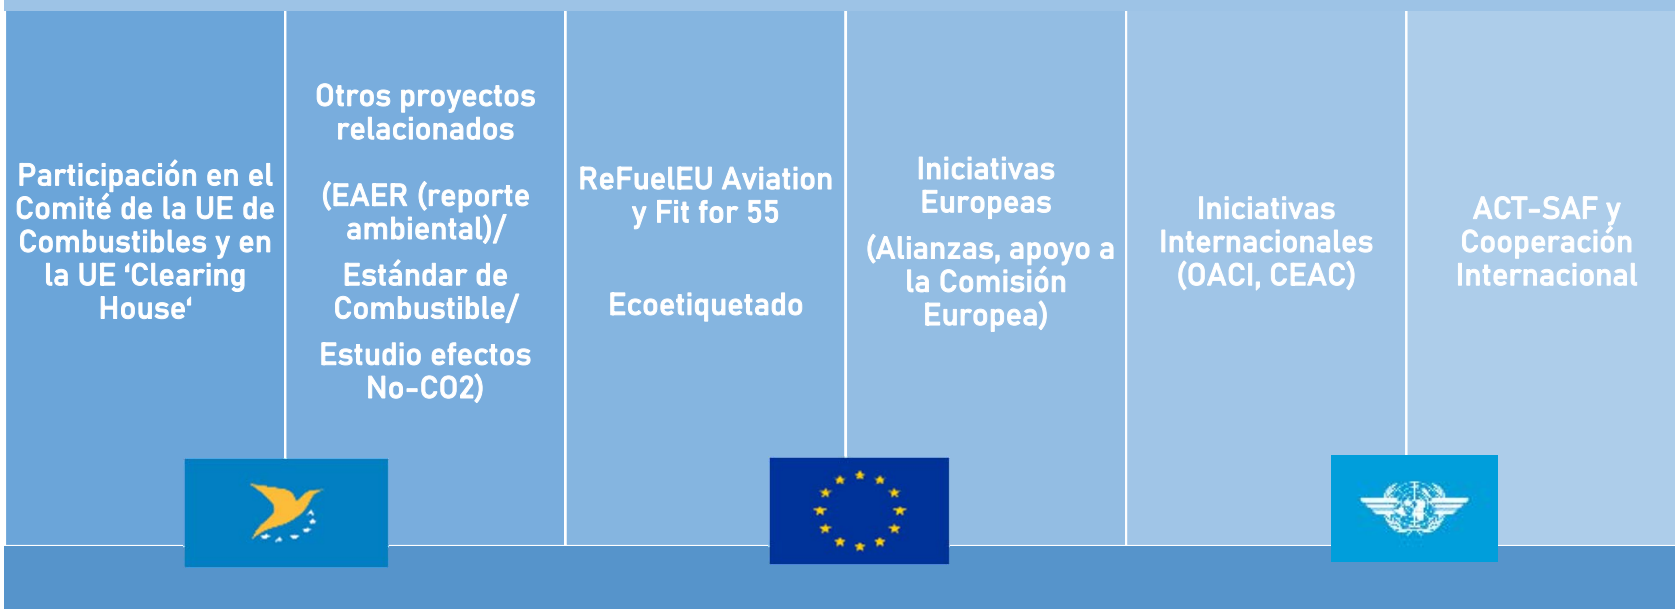 Participación en el
Comité de la UE de
Combustibles y en
la UE ‘Clearing
House‘
Otros proyectos
relacionados
(EAER (reporte
ambiental)/
Estándar de
Combustible/
Estudio efectos
No-CO2)
ReFuelEU Aviation
y Fit for 55
Ecoetiquetado
Iniciativas
Europeas
(Alianzas, apoyo a
la Comisión
Europea)
Iniciativas
Internacionales
(OACI, CEAC)
ACT-SAF y
Cooperación
Internacional